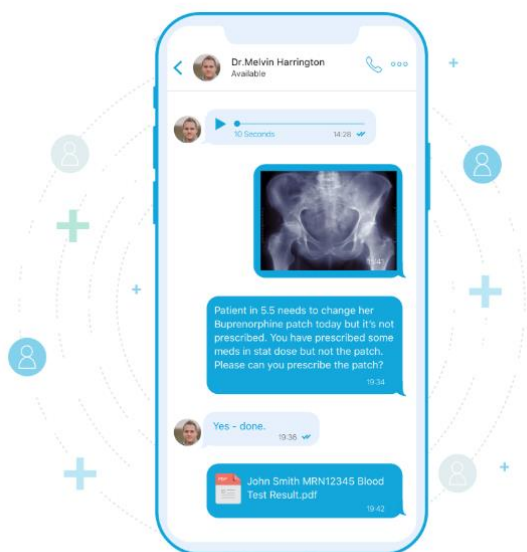 Dr.Melvin Harrington
Available
10 Seconds
14:28
Patient in 5.5 needs to change her
Buprenorphine patch today but it's not
prescribed. You have prescribed some
meds in stat dose but not the patch.
Please can you prescribe the patch?
19:34
Yes - done.
19:36
John Smith MRN12345 Blood
Test Result.pdf
19:42